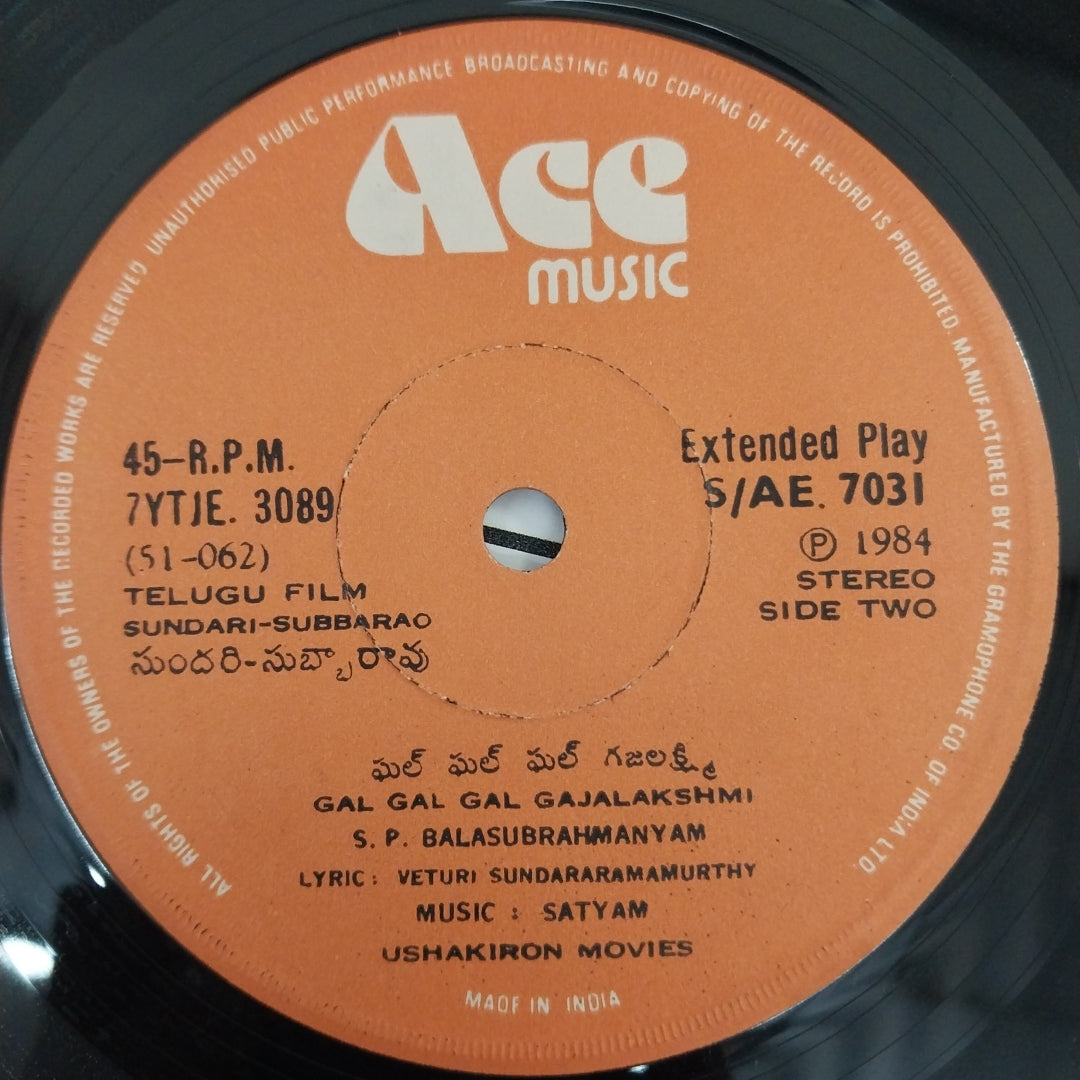 ALL RIGHTS OF THE OWNERS OF THE RECORDED WORKS ARE RESERVED UNAUTHORISED PUBLIC PERFORMANCE BROADCASTING AND COPYING OF THE RECORD IS PROHIBITED. MANUFACTURED BY THE GRAMOPHONE CO. OF INDIA LTD.
Ace
MUSIC
45-R.P.M.
7YTJE. 3089
(51-062)
TELUGU FILM
SUNDARI-SUBBARAO
సుందరి-సుబ్బారావు
Extended Play
S/AE. 7031
Ⓟ 1984
STEREO
SIDE TWO
ఘల్ ఘల్ ఘల్ గజలక్ష్మి
GAL GAL GAL GAJALAKSHMI
S. P. BALASUBRAHMANYAM
LYRIC : VETURI SUNDARARAMAMURTHY
MUSIC : SATYAM
USHAKIRON MOVIES
MADE IN INDIA